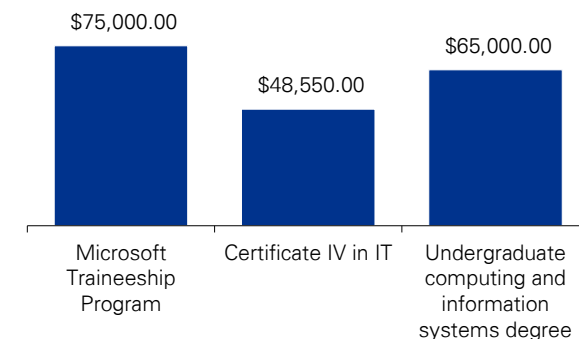 $75,000.00
$48,550.00
$65,000.00
Microsoft
Traineeship
Program
Certificate IV in IT
Undergraduate
computing and
information
systems degree